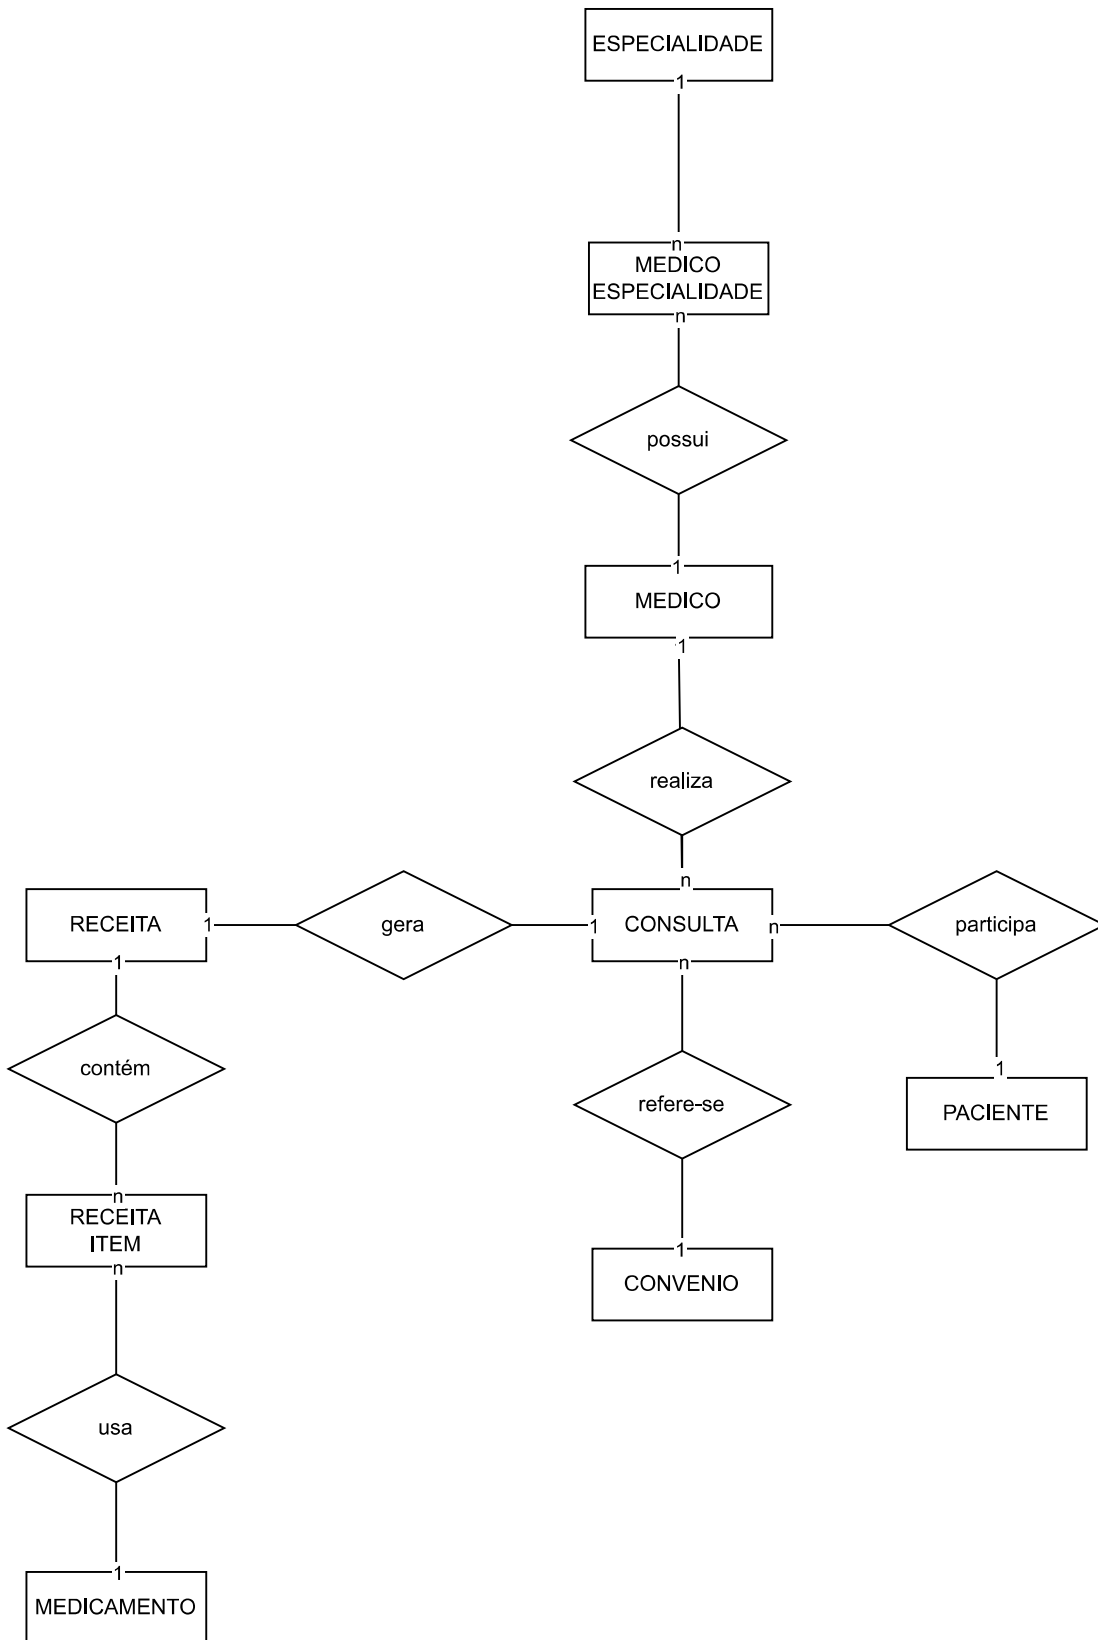 ESPECIALIDADE
1
n
MEDICO
ESPECIALIDADE
n
possui
1
MEDICO
1
realiza
n
RECEITA
1
gera
1
CONSULTA
n
participa
1
n
contém
refere-se
1
PACIENTE
n
RECEITA
ITEM
n
1
CONVENIO
usa
1
MEDICAMENTO